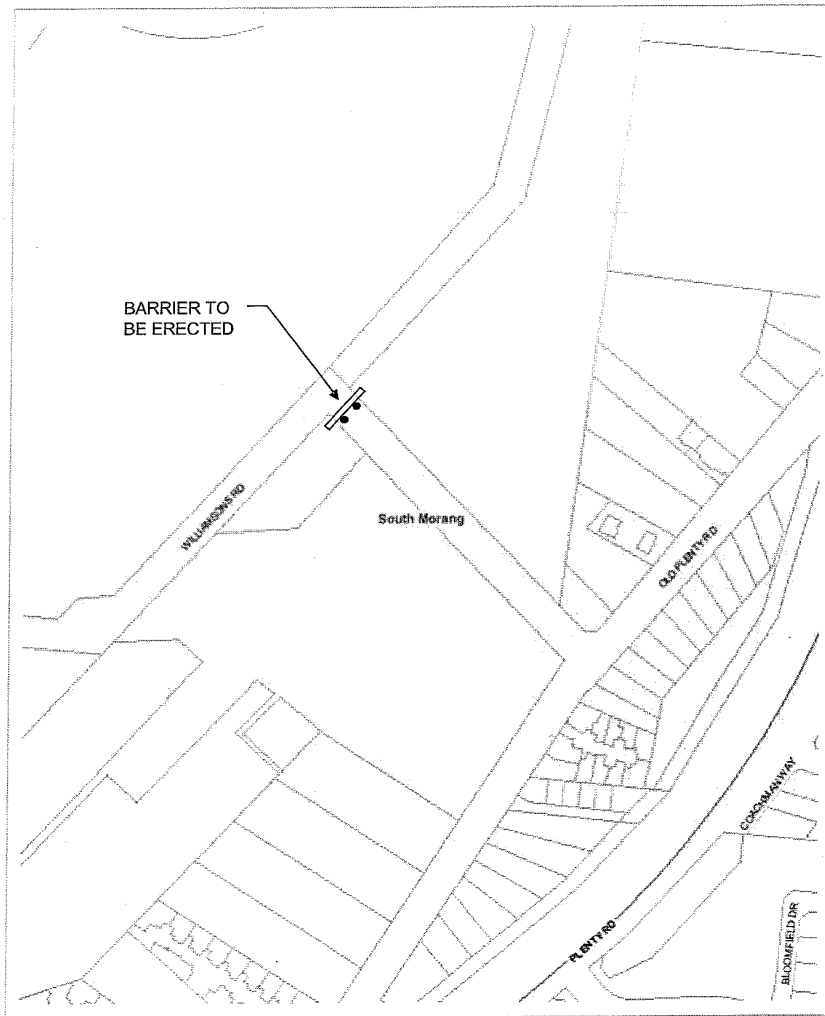 BARRIER TO
BE ERECTED
WILLIAMSONS RD
South Morang
OLD PLENTY RD
COACHMAN WAY
PLENTY RD
BLOOMFIELD DR